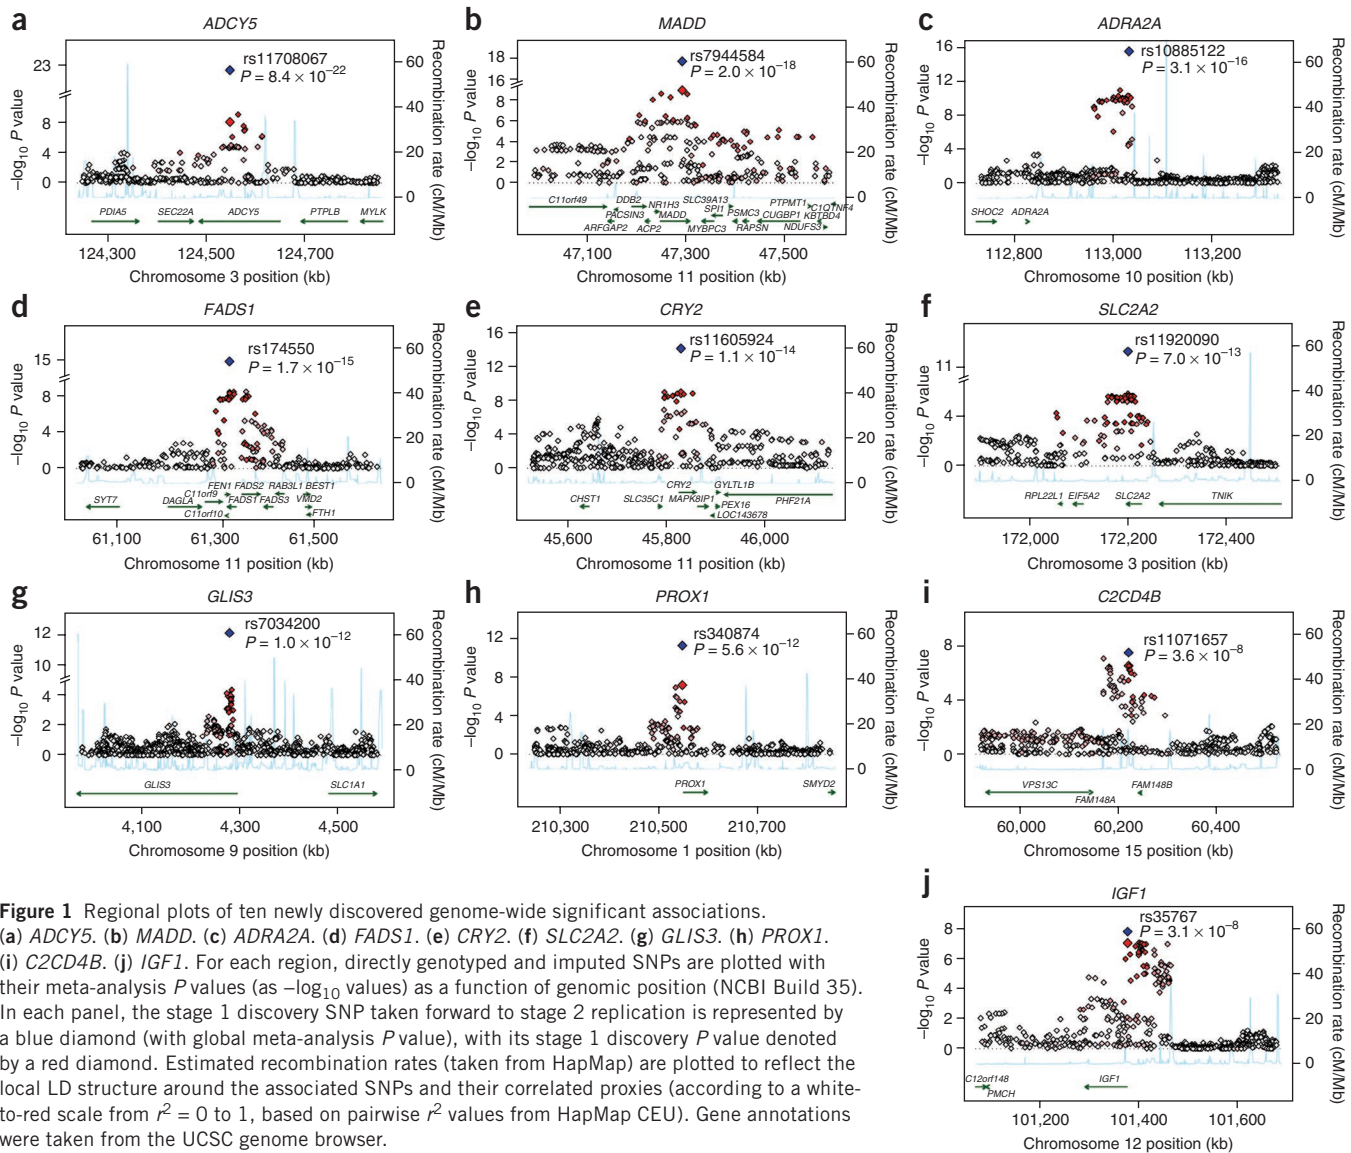 a
ADCY5
rs11708067
P = 8.4 × 10−22
−log10 P value
23
8
4
0
Recombination rate (cM/Mb)
60
40
20
0
PDIA5
SEC22A
ADCY5
PTPLB
MYLK
124,300
124,500
124,700
Chromosome 3 position (kb)
b
MADD
rs7944584
P = 2.0 × 10−18
−log10 P value
18
16
8
6
4
2
0
Recombination rate (cM/Mb)
60
40
20
0
C11orf49
DDB2
NR1H3
SLC39A13
PTPMT1
C1QTNF4
PACSIN3
MADD
SPI1
PSMC3
CUGBP1
KBTBD4
ARFGAP2
ACP2
MYBPC3
RAPSN
NDUFS3
47,100
47,300
47,500
Chromosome 11 position (kb)
c
ADRA2A
rs10885122
P = 3.1 × 10−16
−log10 P value
16
12
8
4
0
Recombination rate (cM/Mb)
60
40
20
0
SHOC2
ADRA2A
112,800
113,000
113,200
Chromosome 10 position (kb)
d
FADS1
rs174550
P = 1.7 × 10−15
−log10 P value
15
8
4
0
Recombination rate (cM/Mb)
60
40
20
0
FEN1
FADS2
RAB3L1
BEST1
C11orf9
SYT7
DAGLA
FADS1
FADS3
VMD2
C11orf10
FTH1
61,100
61,300
61,500
Chromosome 11 position (kb)
e
CRY2
rs11605924
P = 1.1 × 10−14
−log10 P value
16
12
8
4
0
Recombination rate (cM/Mb)
60
40
20
0
CRY2
GYLTL1B
CHST1
SLC35C1
MAPK8IP1
PHF21A
PEX16
LOC143678
45,600
45,800
46,000
Chromosome 11 position (kb)
f
SLC2A2
rs11920090
P = 7.0 × 10−13
−log10 P value
11
4
0
Recombination rate (cM/Mb)
60
40
20
0
RPL22L1
EIF5A2
SLC2A2
TNIK
172,000
172,200
172,400
Chromosome 3 position (kb)
g
GLIS3
rs7034200
P = 1.0 × 10−12
−log10 P value
12
10
4
2
0
Recombination rate (cM/Mb)
60
40
20
0
GLIS3
SLC1A1
4,100
4,300
4,500
Chromosome 9 position (kb)
h
PROX1
rs340874
P = 5.6 × 10−12
−log10 P value
12
8
4
0
Recombination rate (cM/Mb)
60
40
20
0
PROX1
SMYD2
210,300
210,500
210,700
Chromosome 1 position (kb)
i
C2CD4B
rs11071657
P = 3.6 × 10−8
−log10 P value
8
4
0
Recombination rate (cM/Mb)
60
40
20
0
VPS13C
FAM148B
FAM148A
60,000
60,200
60,400
Chromosome 15 position (kb)
j
IGF1
rs35767
P = 3.1 × 10−8
−log10 P value
8
6
4
2
0
Recombination rate (cM/Mb)
60
40
20
0
C12orf148
IGF1
PMCH
101,200
101,400
101,600
Chromosome 12 position (kb)
Figure 1 Regional plots of ten newly discovered genome-wide significant associations.
(a) ADCY5. (b) MADD. (c) ADRA2A. (d) FADS1. (e) CRY2. (f) SLC2A2. (g) GLIS3. (h) PROX1.
(i) C2CD4B. (j) IGF1. For each region, directly genotyped and imputed SNPs are plotted with
their meta-analysis P values (as −log10 values) as a function of genomic position (NCBI Build 35).
In each panel, the stage 1 discovery SNP taken forward to stage 2 replication is represented by
a blue diamond (with global meta-analysis P value), with its stage 1 discovery P value denoted
by a red diamond. Estimated recombination rates (taken from HapMap) are plotted to reflect the
local LD structure around the associated SNPs and their correlated proxies (according to a white-
to-red scale from r2 = 0 to 1, based on pairwise r2 values from HapMap CEU). Gene annotations
were taken from the UCSC genome browser.